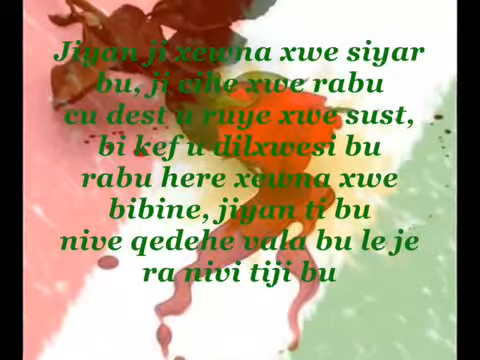 Jiyan ji xewna xwe siyar
bu, ji cihe xwe rabu
cu dest u ruye xwe sust,
bi kef u dilxwesi bu
rabu here xewna xwe
bibine, jiyan ti bu
nive qedehe vala bu le je
ra nivi tiji bu